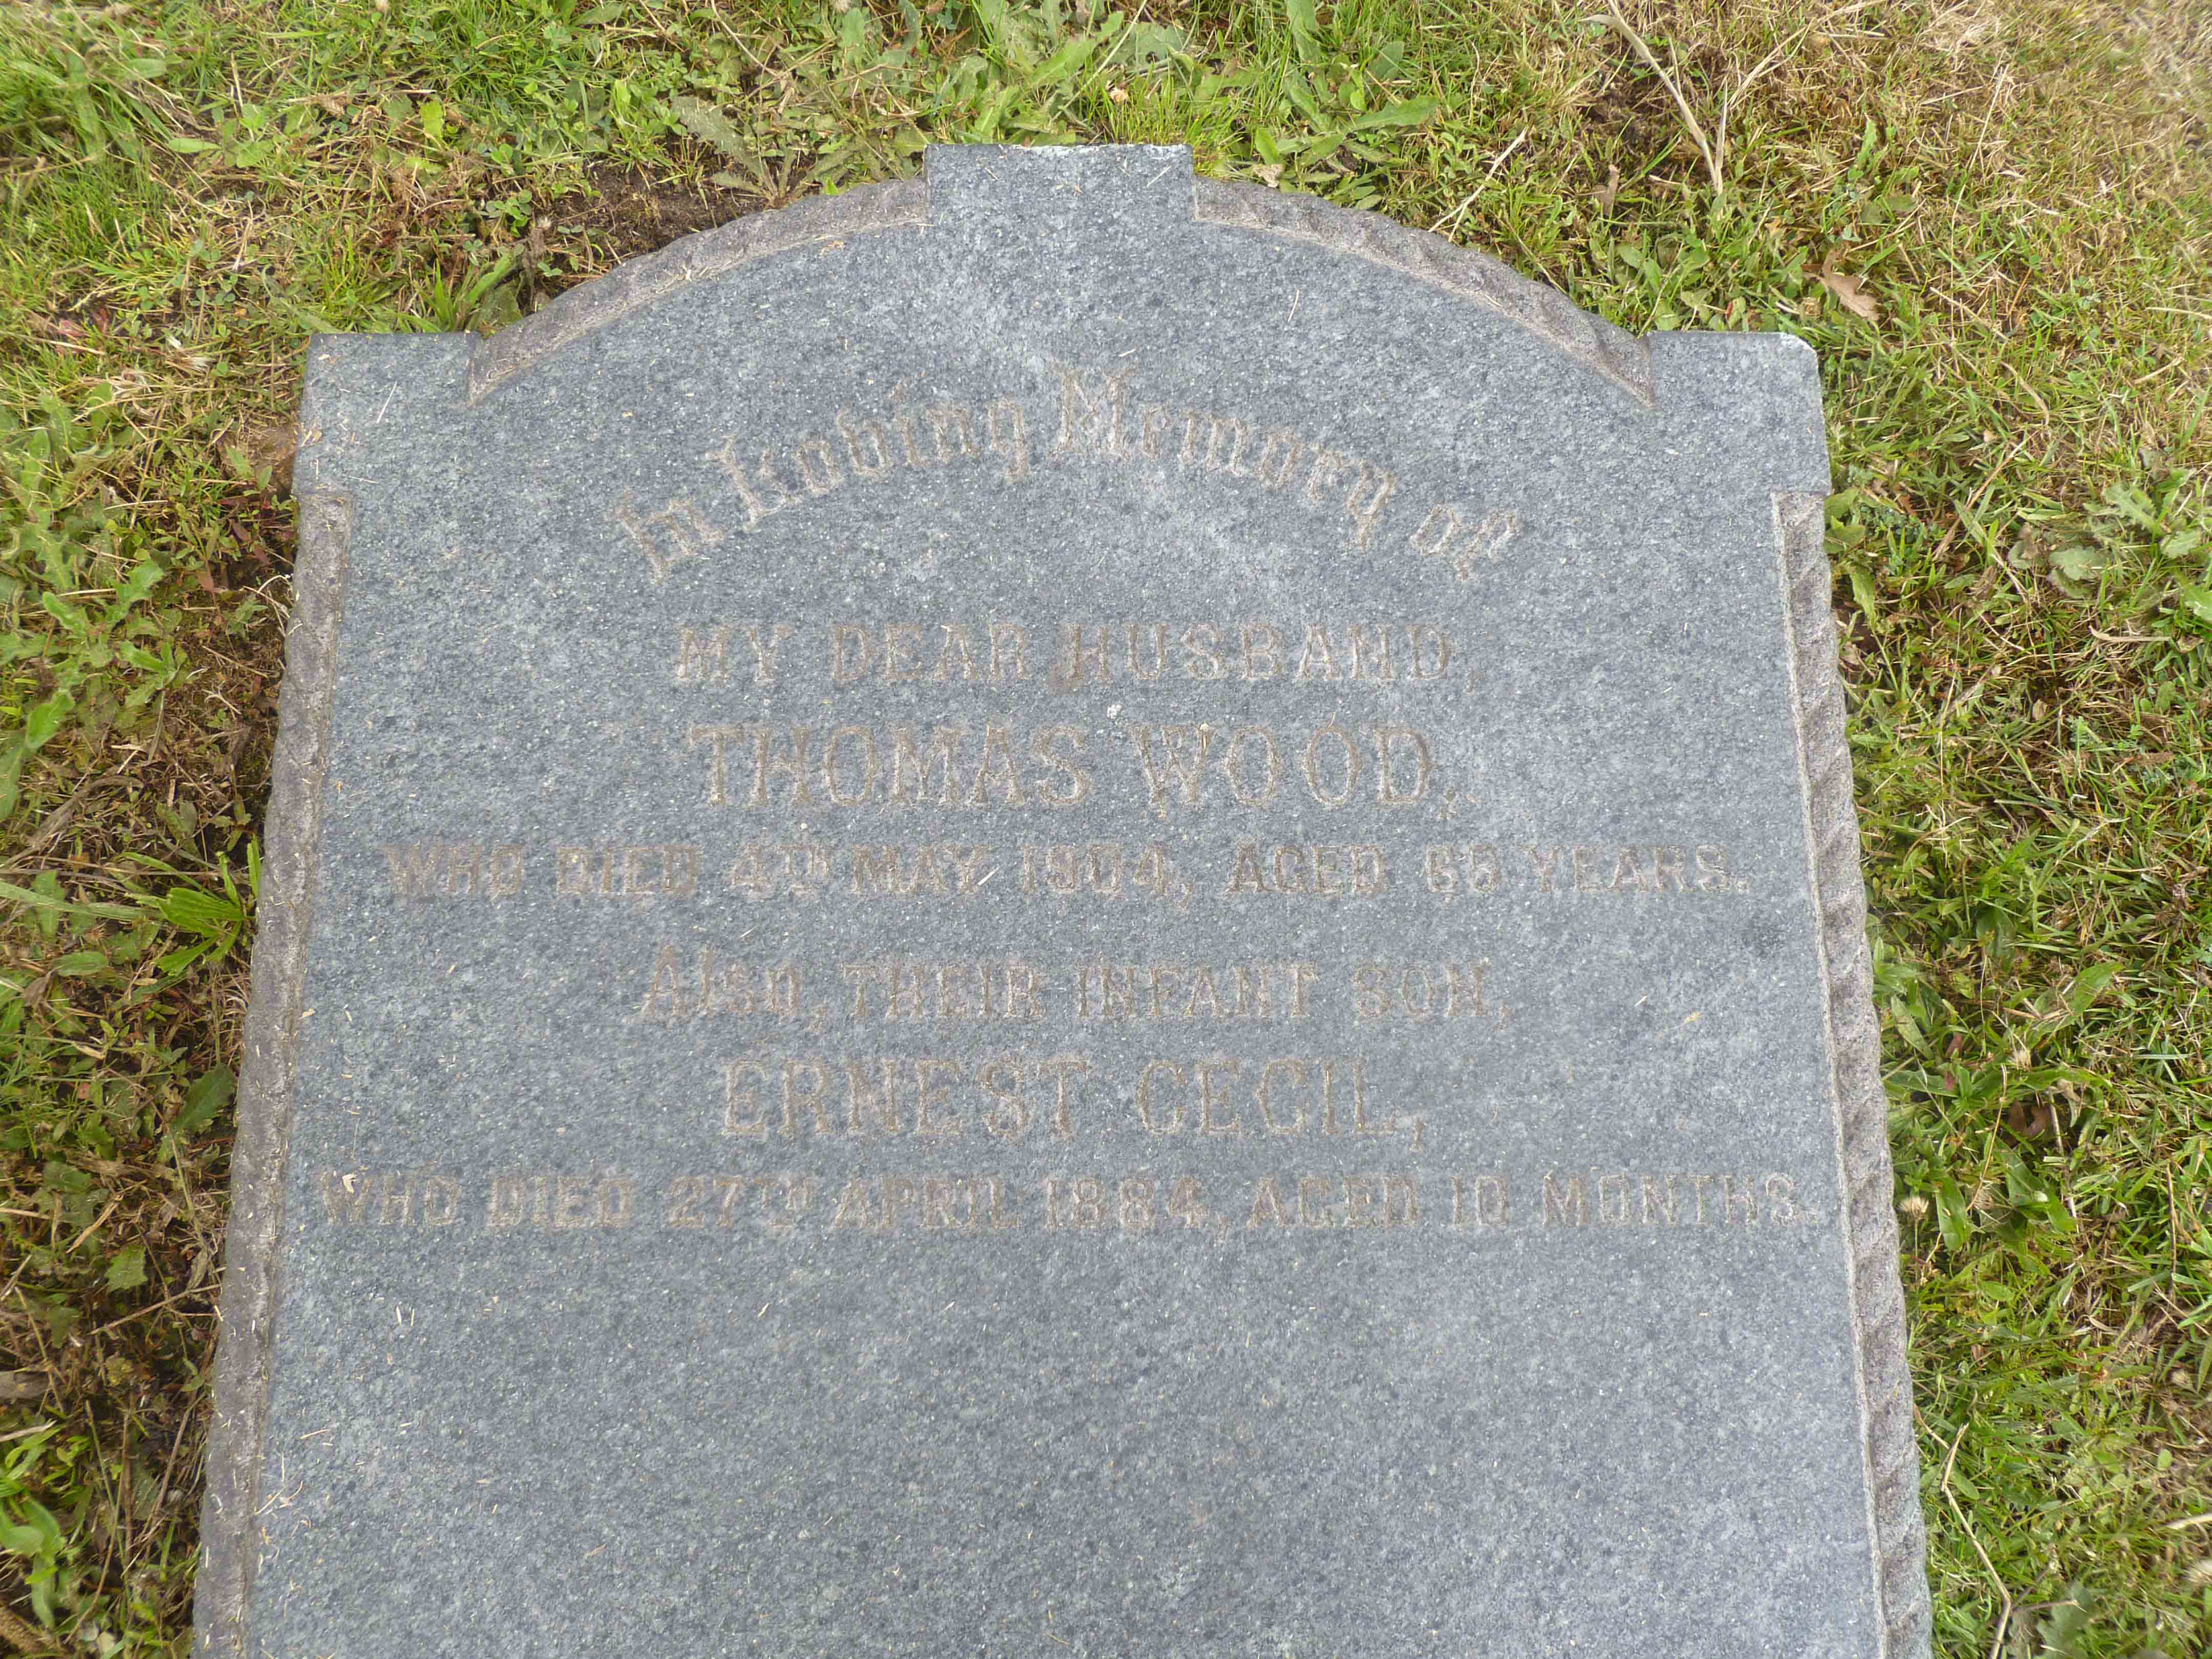 In Loving Memory of
MY DEAR HUSBAND,
THOMAS WOOD,
WHO DIED 4TH MAY 1904, AGED 65 YEARS.
Also, THEIR INFANT SON,
ERNEST CECIL,
WHO DIED 27TH APRIL 1884, AGED 10 MONTHS.